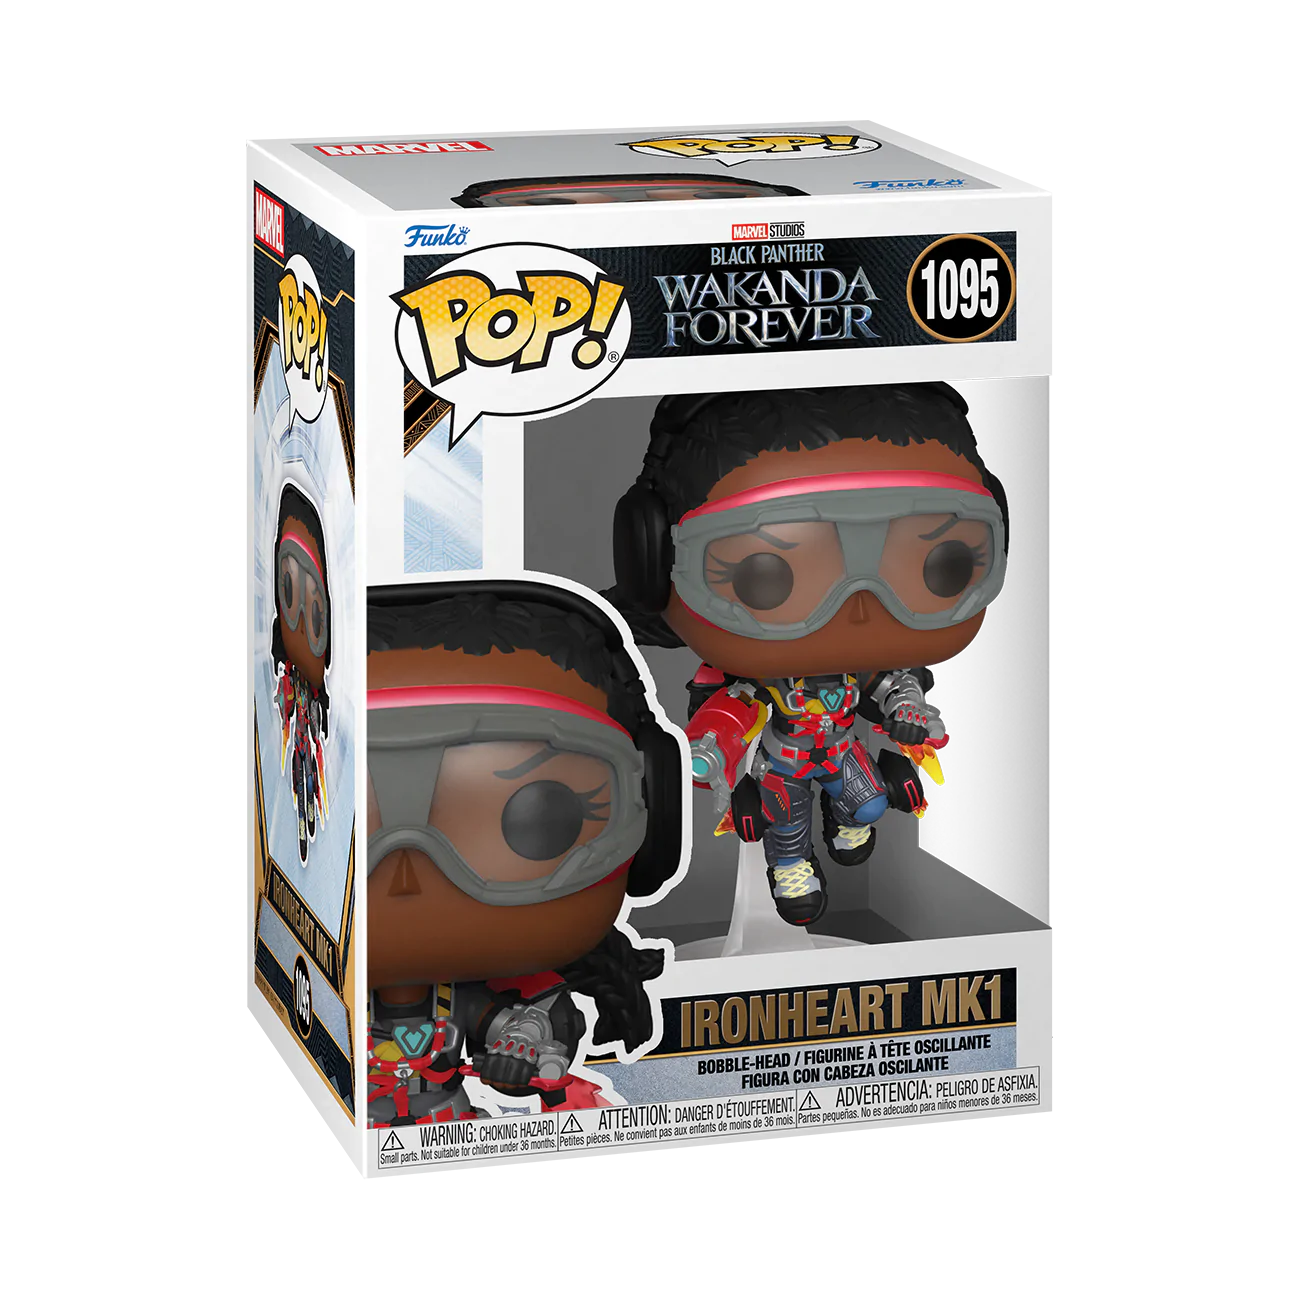 MARVEL
POP!
Funko
MARVEL
POP!
IRONHEART MK1
1095
Funko
POP!®
MARVEL STUDIOS
BLACK PANTHER
WAKANDA
FOREVER
1095
IRONHEART MK1
BOBBLE-HEAD / FIGURINE À TÊTE OSCILLANTE
FIGURA CON CABEZA OSCILANTE
WARNING: CHOKING HAZARD.
Small parts. Not suitable for children under 36 months.
ATTENTION: DANGER D'ÉTOUFFEMENT.
Petites pièces. Ne convient pas aux enfants de moins de 36 mois.
ADVERTENCIA: PELIGRO DE ASFIXIA.
Partes pequeñas. No es adecuado para niños menores de 36 meses.